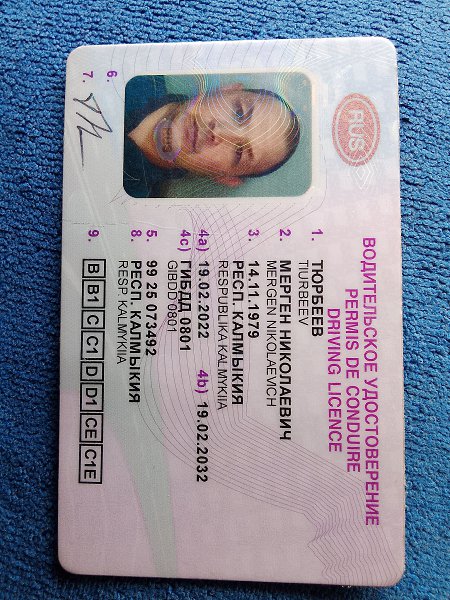 RUS
ВОДИТЕЛЬСКОЕ УДОСТОВЕРЕНИЕ
PERMIS DE CONDUIRE
DRIVING LICENCE
1. ТЮРБЕЕВ
TIURBEEV
2. МЕРГЕН НИКОЛАЕВИЧ
MERGEN NIKOLAEVICH
3. 14.11.1979
РЕСП. КАЛМЫКИЯ
RESPUBLIKA KALMYKIIA
4a) 19.02.2022 4b) 19.02.2032
4c) ГИБДД 0801
GIBDD 0801
5. 99 25 073492
8. РЕСП. КАЛМЫКИЯ
RESP. KALMYKIIA
9. B B1 C C1 D D1 CE C1E
6.
7.